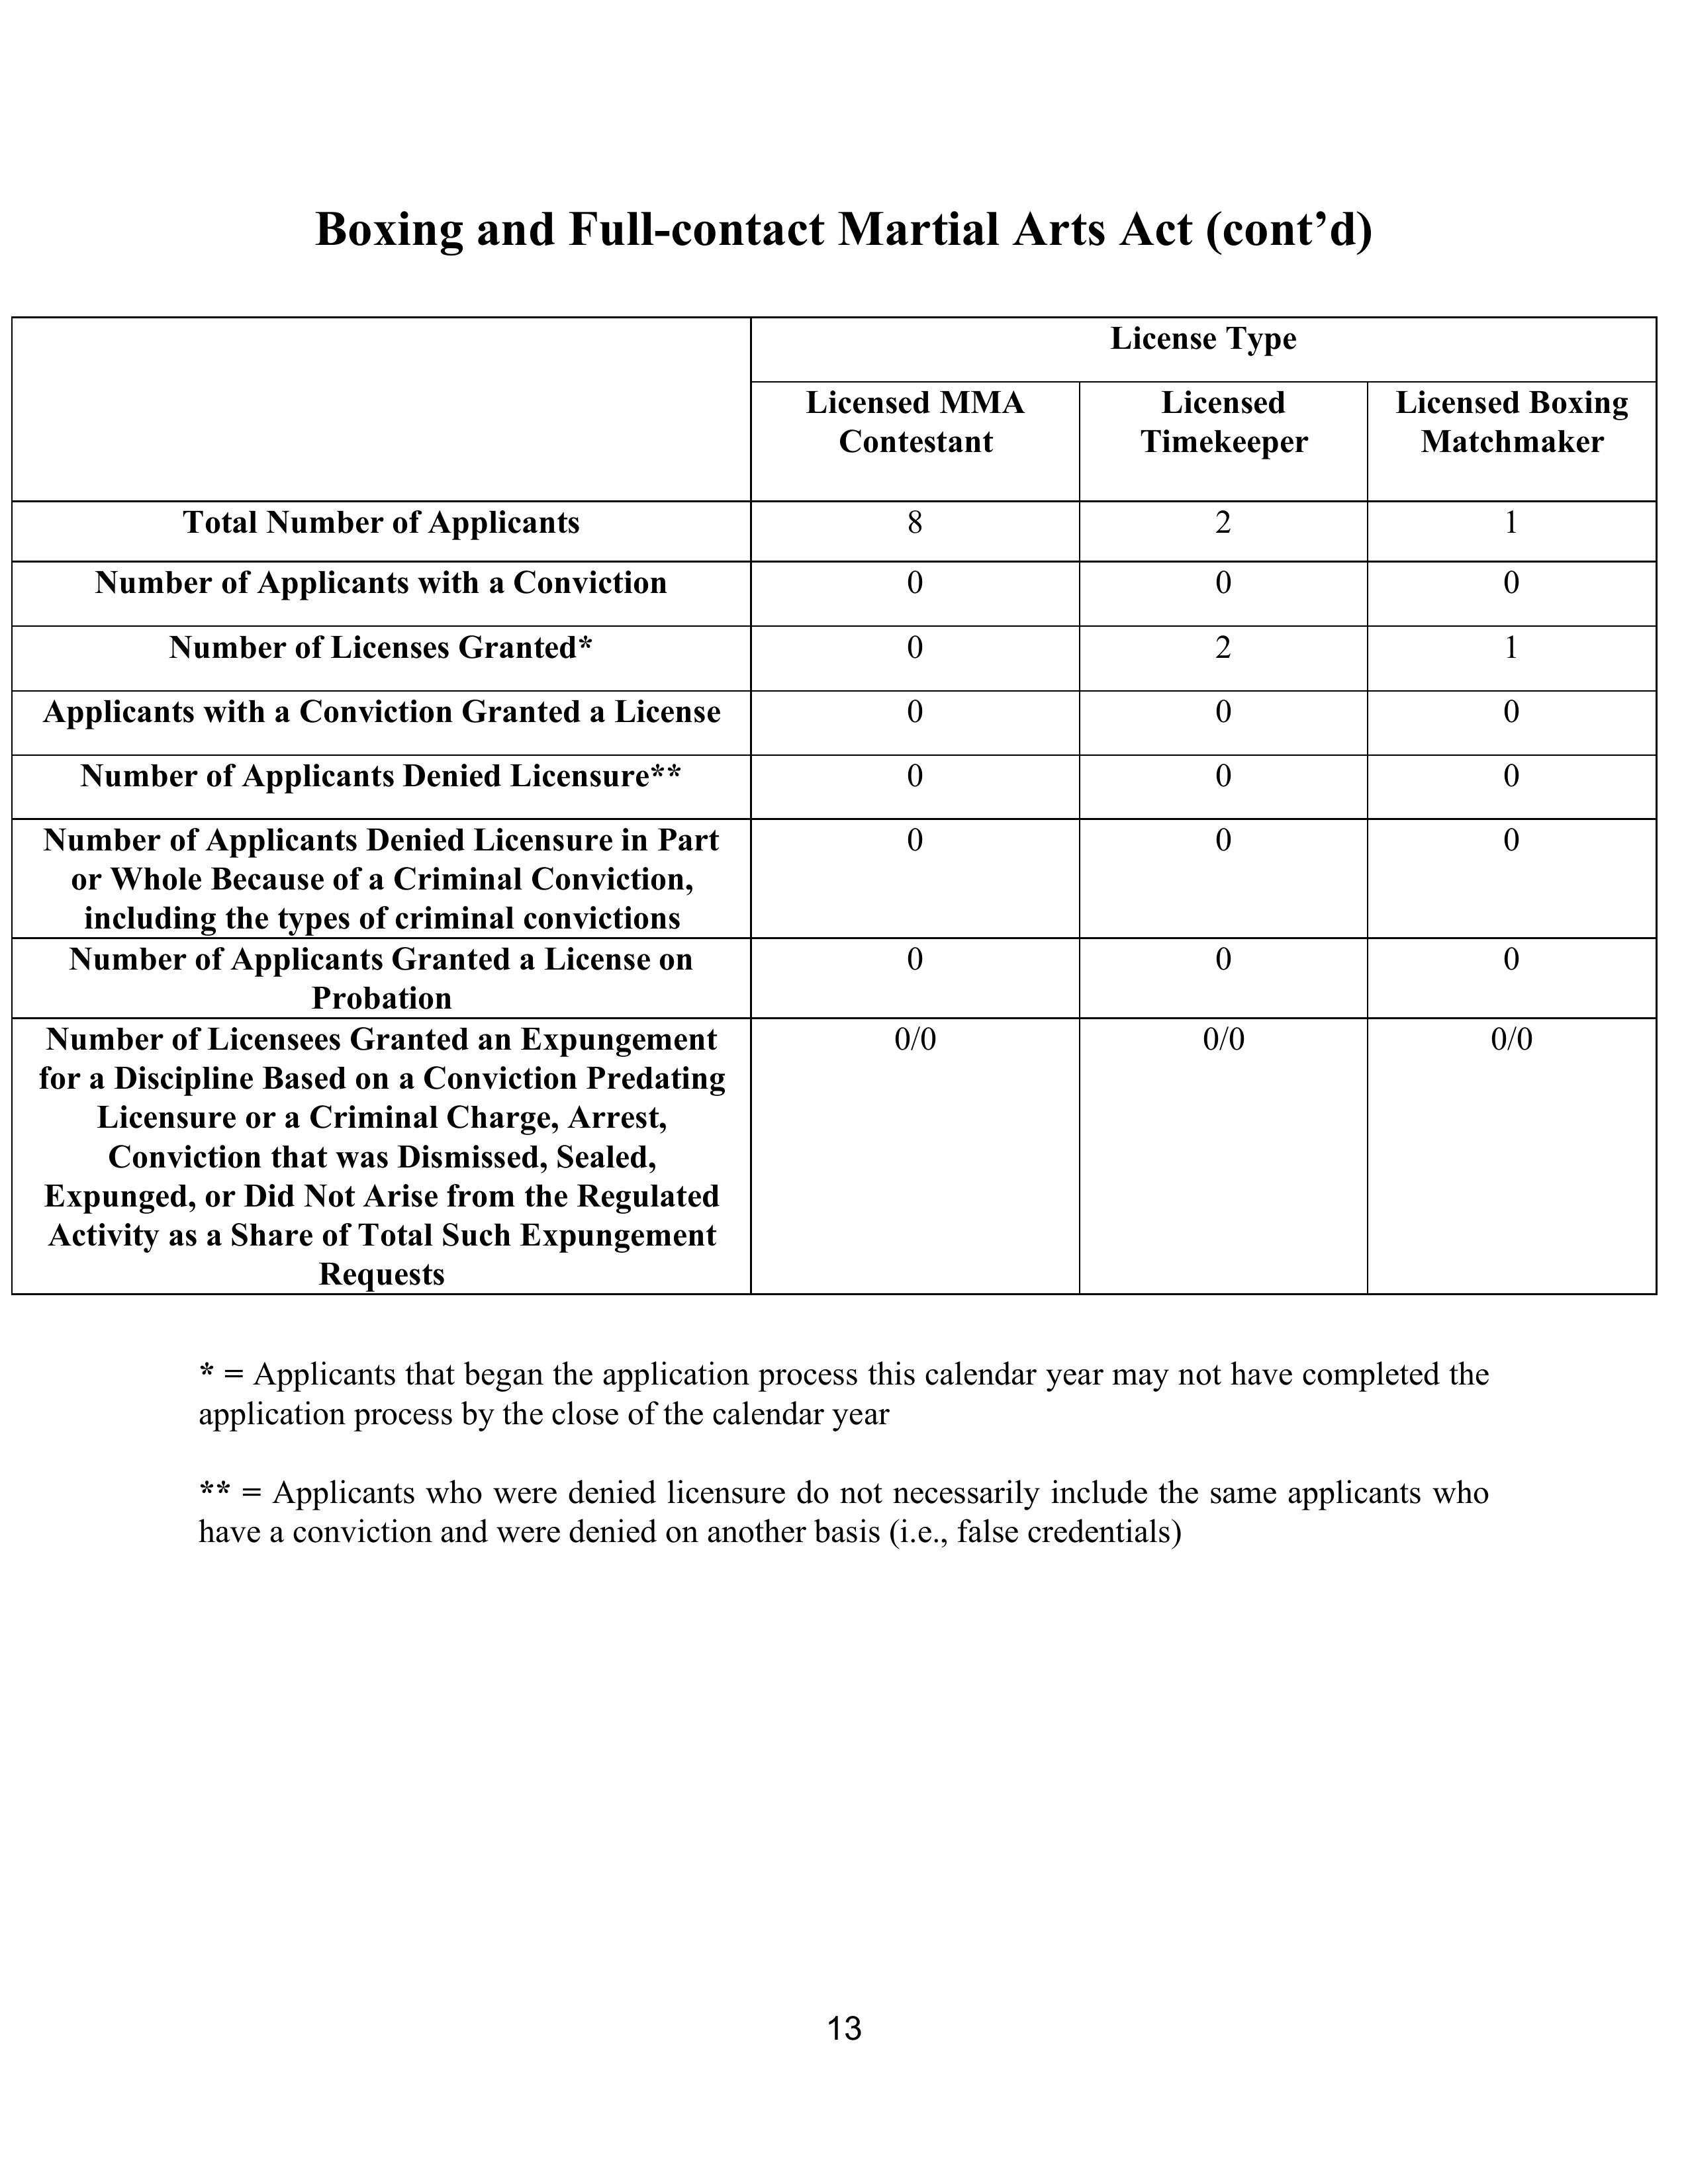 Boxing and Full-contact Martial Arts Act (cont’d)
License Type
Licensed MMA
Contestant
Licensed
Timekeeper
Licensed Boxing
Matchmaker
Total Number of Applicants 8 2 1
Number of Applicants with a Conviction 0 0 0
Number of Licenses Granted* 0 2 1
Applicants with a Conviction Granted a License 0 0 0
Number of Applicants Denied Licensure** 0 0 0
Number of Applicants Denied Licensure in Part
or Whole Because of a Criminal Conviction,
including the types of criminal convictions
0 0 0
Number of Applicants Granted a License on
Probation
0 0 0
Number of Licensees Granted an Expungement
for a Discipline Based on a Conviction Predating
Licensure or a Criminal Charge, Arrest,
Conviction that was Dismissed, Sealed,
Expunged, or Did Not Arise from the Regulated
Activity as a Share of Total Such Expungement
Requests
0/0 0/0 0/0
* = Applicants that began the application process this calendar year may not have completed the
application process by the close of the calendar year
** = Applicants who were denied licensure do not necessarily include the same applicants who
have a conviction and were denied on another basis (i.e., false credentials)
13